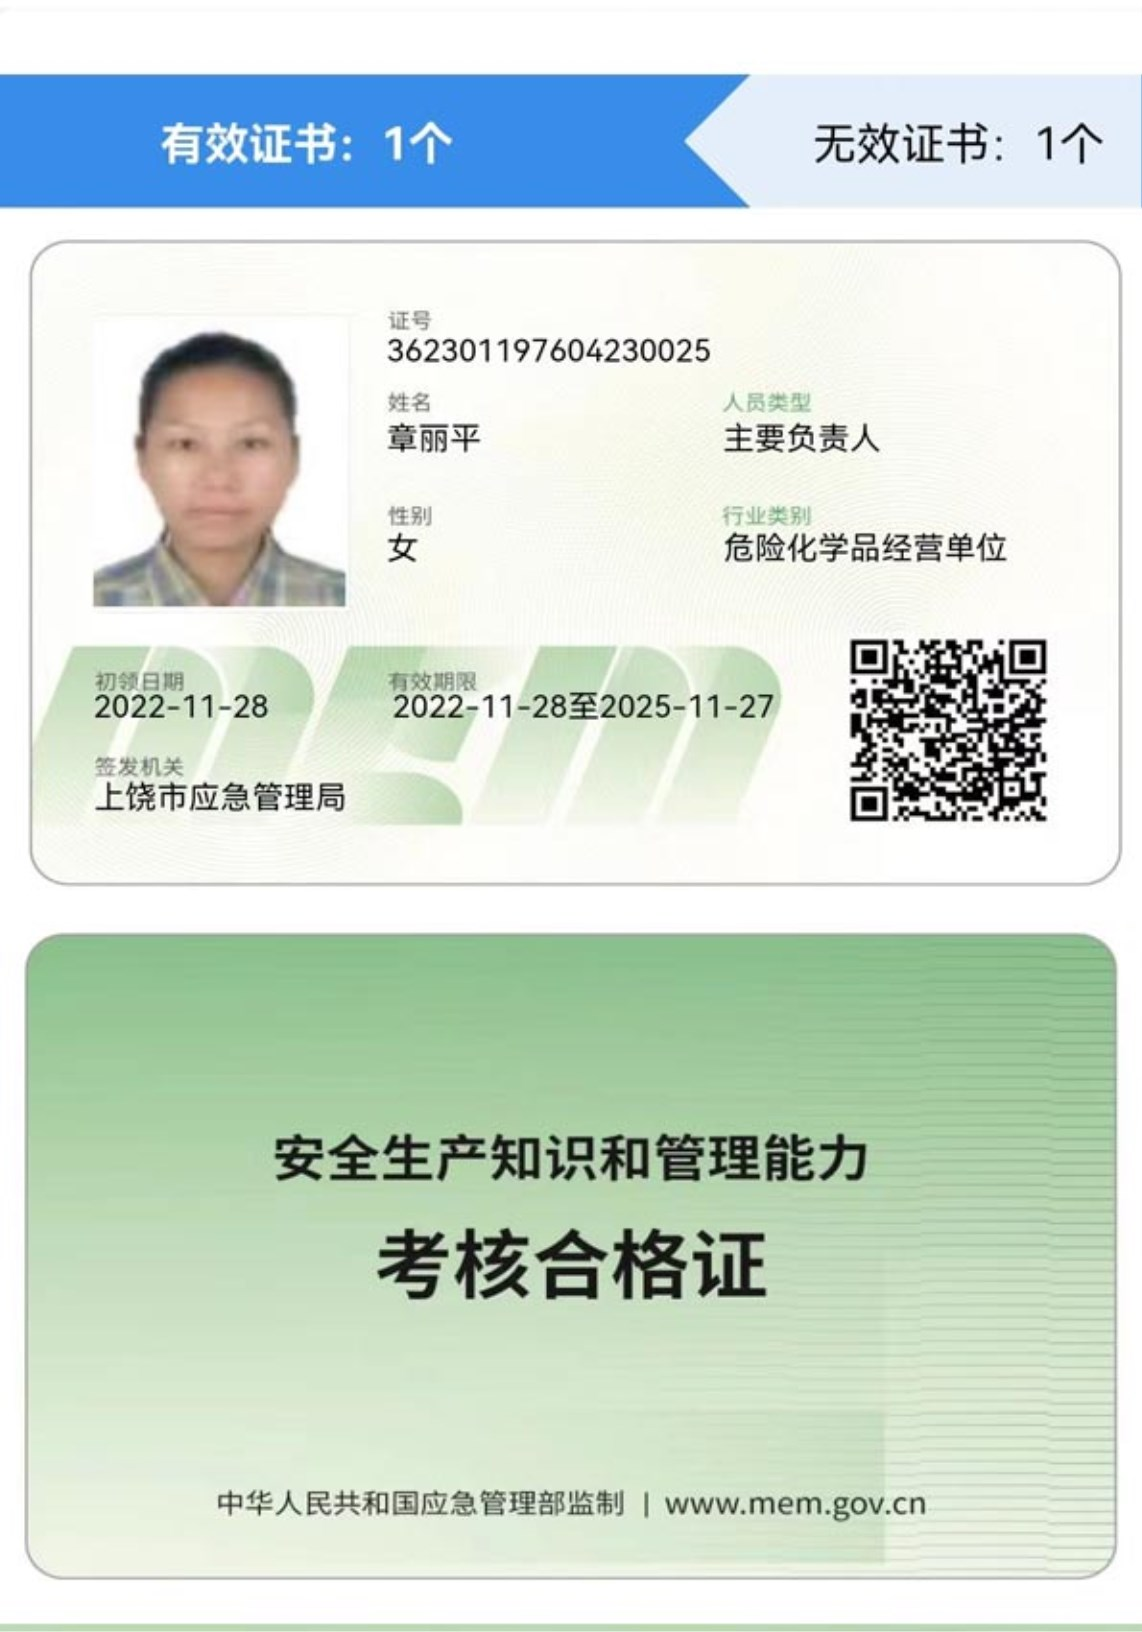 有效证书：1个
无效证书：1个
证号
362301197604230025
姓名
章丽平
人员类型
主要负责人
性别
女
行业类别
危险化学品经营单位
初领日期
2022-11-28
有效期限
2022-11-28至2025-11-27
签发机关
上饶市应急管理局
mem
安全生产知识和管理能力
考核合格证
中华人民共和国应急管理部监制 | www.mem.gov.cn